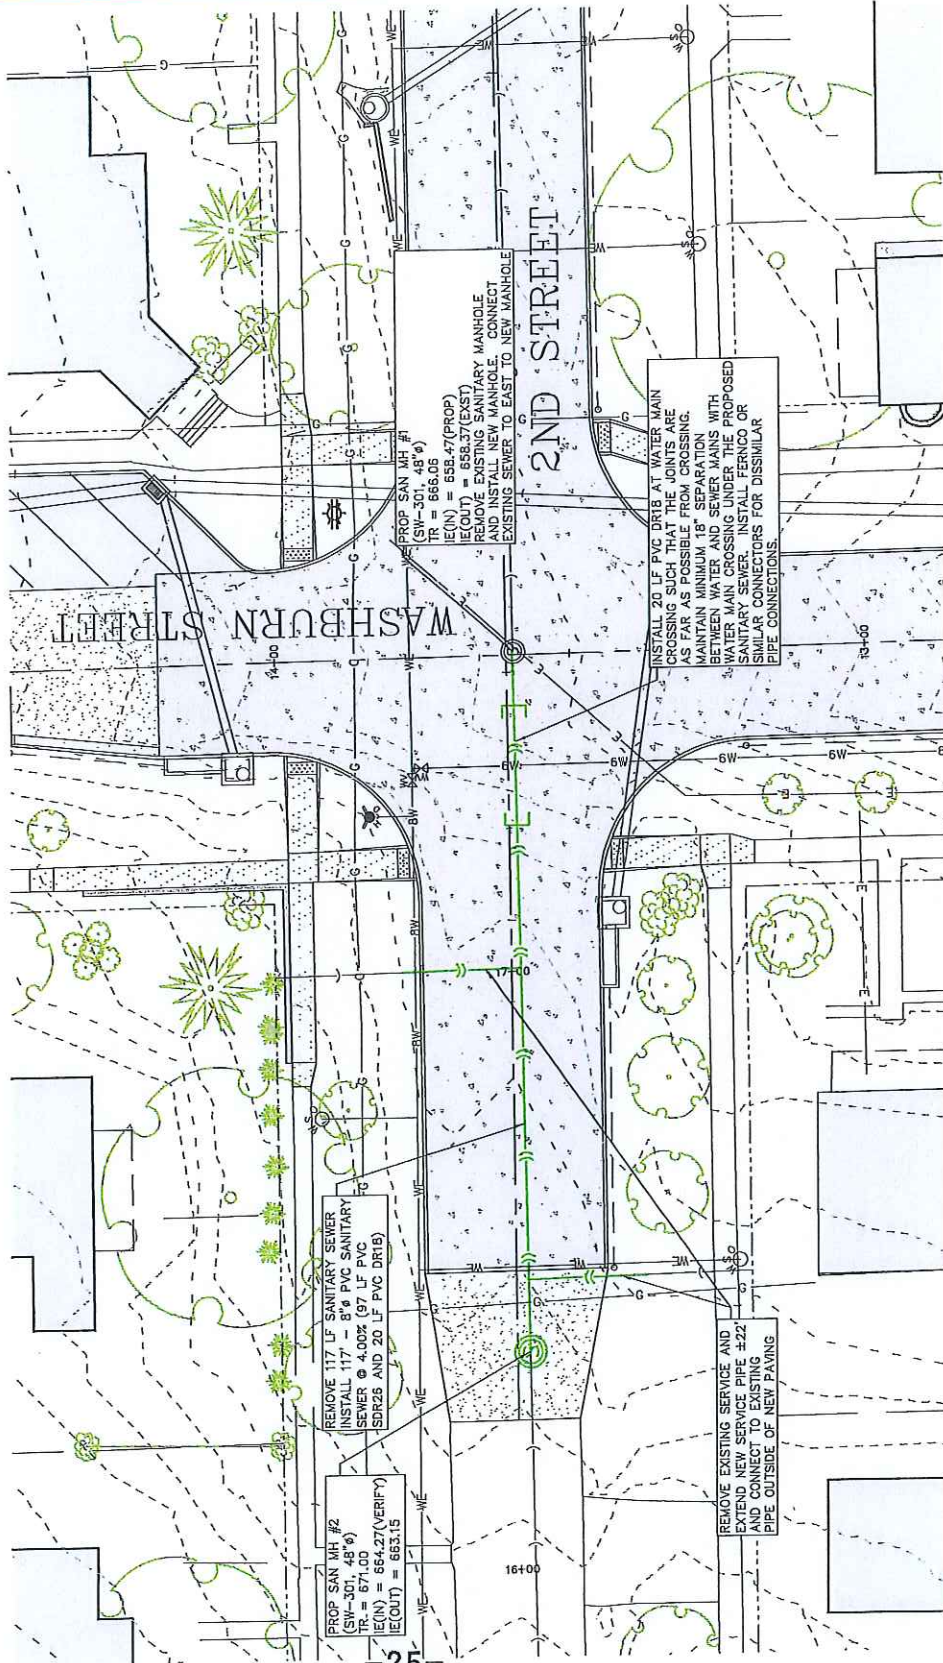 PROP SAN MH #2
(SW-301, 48"ø)
TR. = 671.00
IE(IN) = 664.27(VERIFY)
IE(OUT) = 663.15
REMOVE 117 LF SANITARY SEWER
INSTALL 117' - 8"ø PVC SANITARY
SEWER @ 4.00% (97 LF PVC
SDR26 AND 20 LF PVC DR18)
PROP SAN MH #1
(SW-301, 48"ø)
TR = 666.06
IE(IN) = 658.47(PROP)
IE(OUT) = 658.37(EXST)
REMOVE EXISTING SANITARY MANHOLE
AND INSTALL NEW MANHOLE. CONNECT
EXISTING SEWER TO EAST TO NEW MANHOLE
WASHBURN STREET
2ND STREET
INSTALL 20 LF PVC DR18 AT WATER MAIN
CROSSING SUCH THAT THE JOINTS ARE
AS FAR AS POSSIBLE FROM CROSSING.
MAINTAIN MINIMUM 18" SEPARATION
BETWEEN WATER AND SEWER MAINS WITH
WATER MAIN CROSSING UNDER THE PROPOSED
SANITARY SEWER. INSTALL FERNCO OR
SIMILAR CONNECTORS FOR DISSIMILAR
PIPE CONNECTIONS.
REMOVE EXISTING SERVICE AND
EXTEND NEW SERVICE PIPE ±22'
AND CONNECT TO EXISTING
PIPE OUTSIDE OF NEW PAVING
14+00
13+00
17+00
16+00
-25-